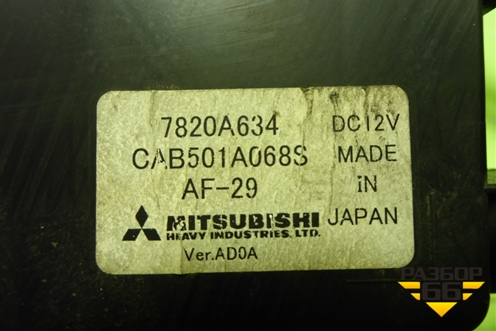 7820A634 DC12V
CAB501A068S MADE
AF-29 iN
MITSUBISHI JAPAN
HEAVY INDUSTRIES. LTD.
Ver.AD0A
РАЗБОР
66